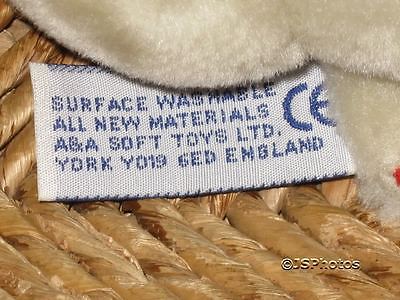 SURFACE WASHABLE
ALL NEW MATERIALS
A&A SOFT TOYS LTD.
YORK YO19 6ED ENGLAND
CE
©JSPhotos